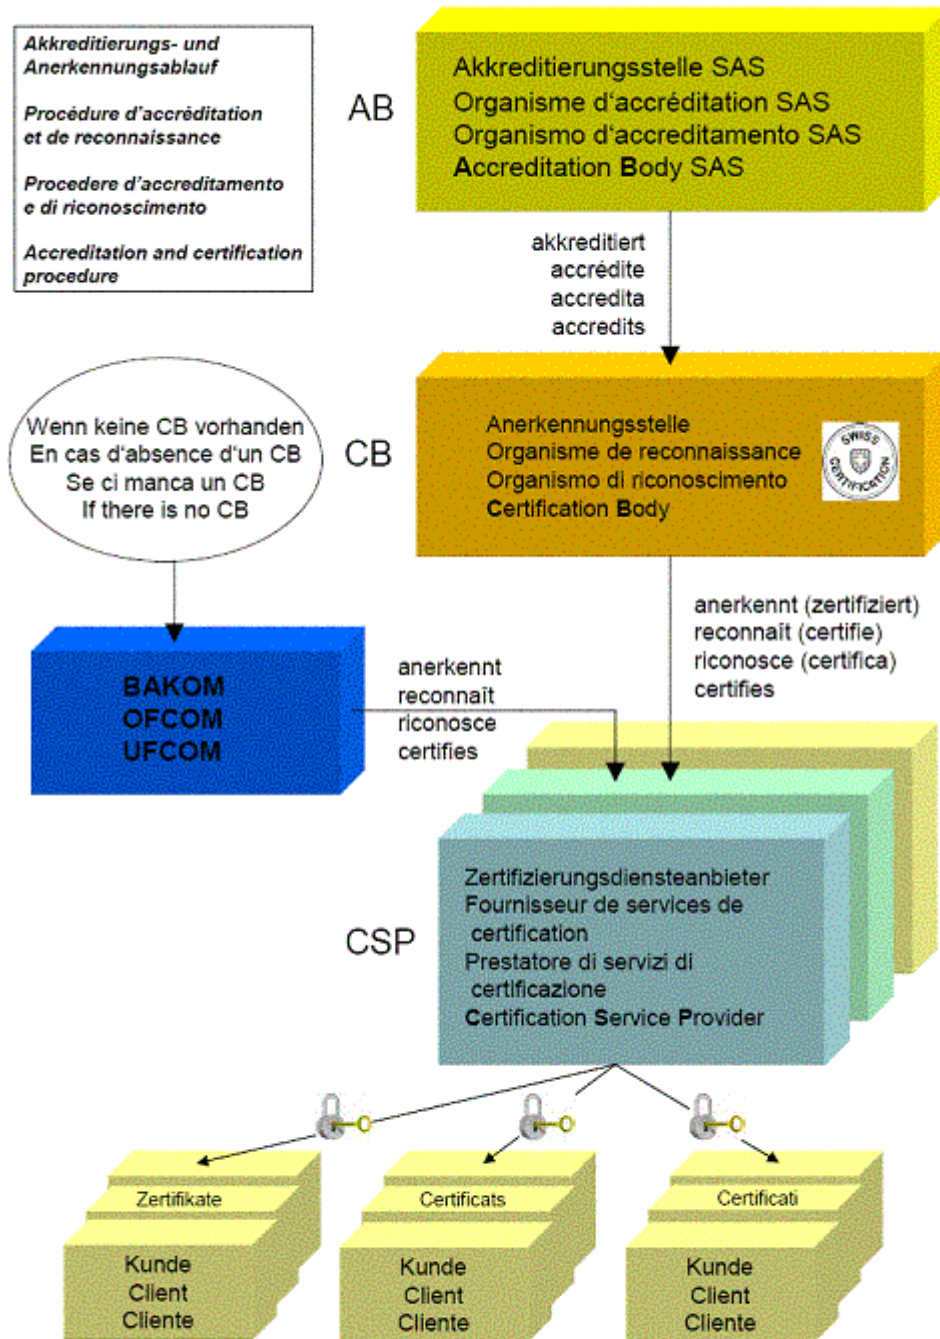 Akkreditierungs- und
Anerkennungsablauf
Procédure d'accréditation
et de reconnaissance
Procedere d'accreditamento
e di riconoscimento
Accreditation and certification
procedure
AB
Akkreditierungsstelle SAS
Organisme d'accréditation SAS
Organismo d'accreditamento SAS
Accreditation Body SAS
akkreditiert
accrédite
accredita
accredits
Wenn keine CB vorhanden
En cas d'absence d'un CB
Se ci manca un CB
If there is no CB
CB
Anerkennungsstelle
Organisme de reconnaissance
Organismo di riconoscimento
Certification Body
SWISS
CERTIFICATION
anerkennt (zertifiziert)
reconnaît (certifie)
riconosce (certifica)
certifies
BAKOM
OFCOM
UFCOM
anerkennt
reconnaît
riconosce
certifies
CSP
Zertifizierungsdiensteanbieter
Fournisseur de services de
certification
Prestatore di servizi di
certificazione
Certification Service Provider
Zertifikate
Kunde
Client
Cliente
Certificats
Kunde
Client
Cliente
Certificati
Kunde
Client
Cliente